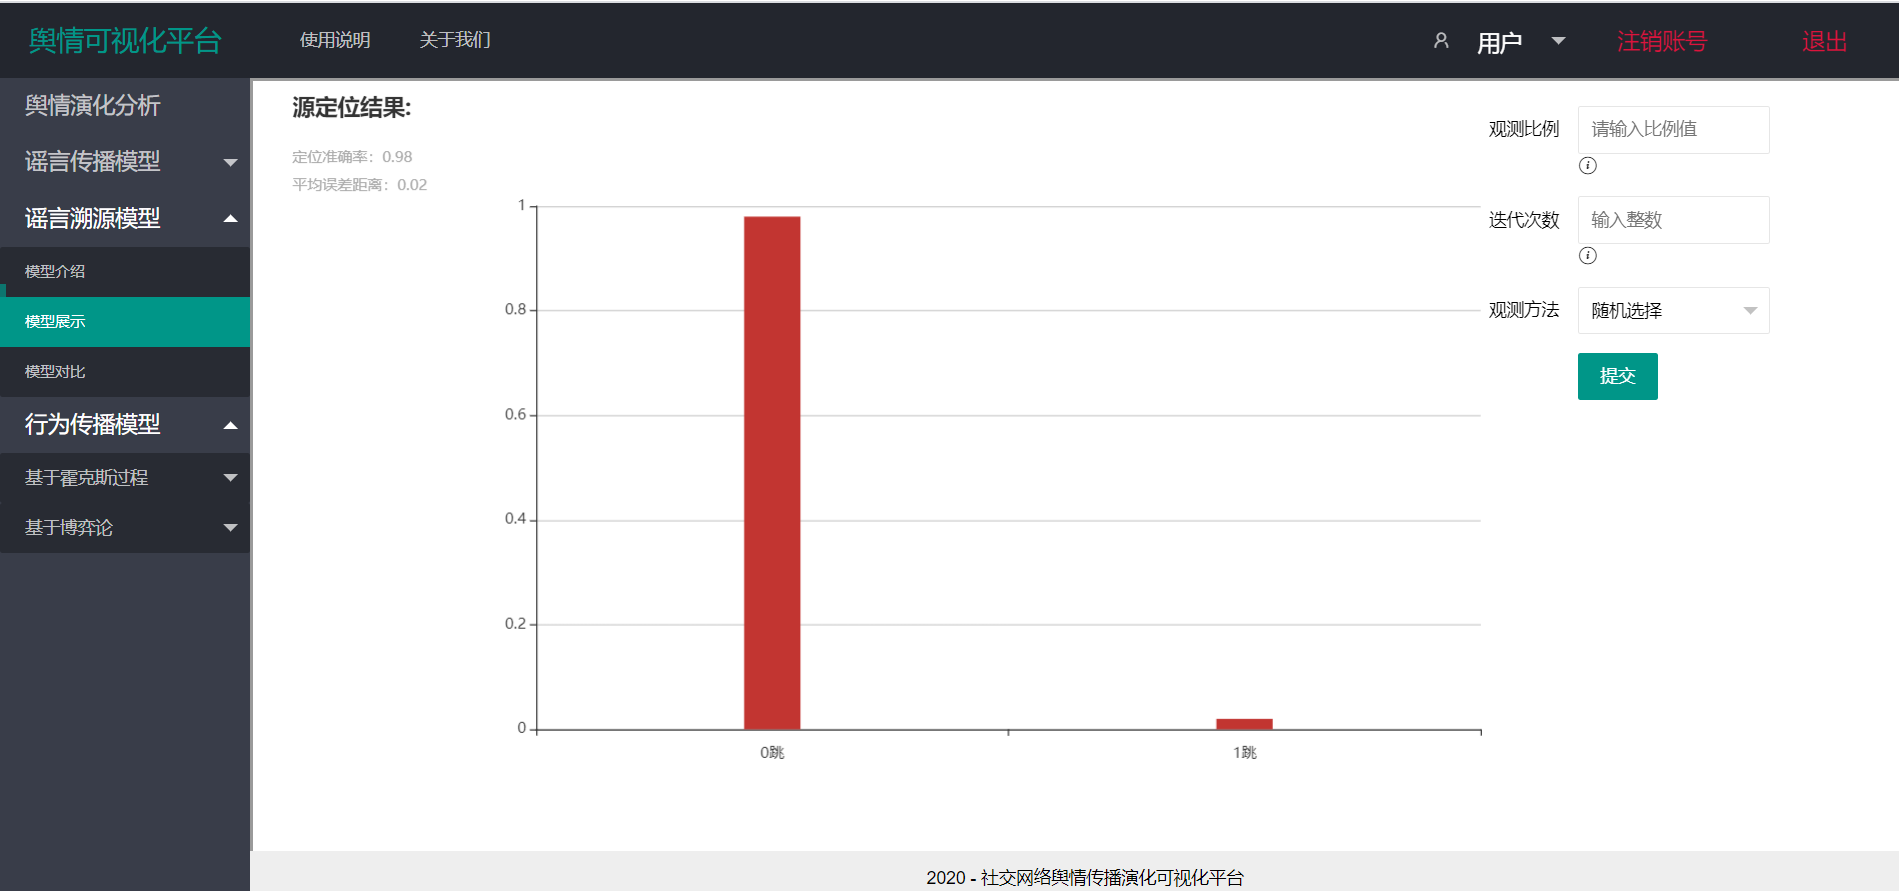 舆情可视化平台 使用说明 关于我们 用户 注销账号 退出
舆情演化分析
谣言传播模型
谣言溯源模型
模型介绍
模型展示
模型对比
行为传播模型
基于霍克斯过程
基于博弈论
源定位结果:
定位准确率：0.98
平均误差距离：0.02
1
0.8
0.6
0.4
0.2
0
0跳 1跳
观测比例 请输入比例值
迭代次数 输入整数
观测方法 随机选择
提交
2020 - 社交网络舆情传播演化可视化平台